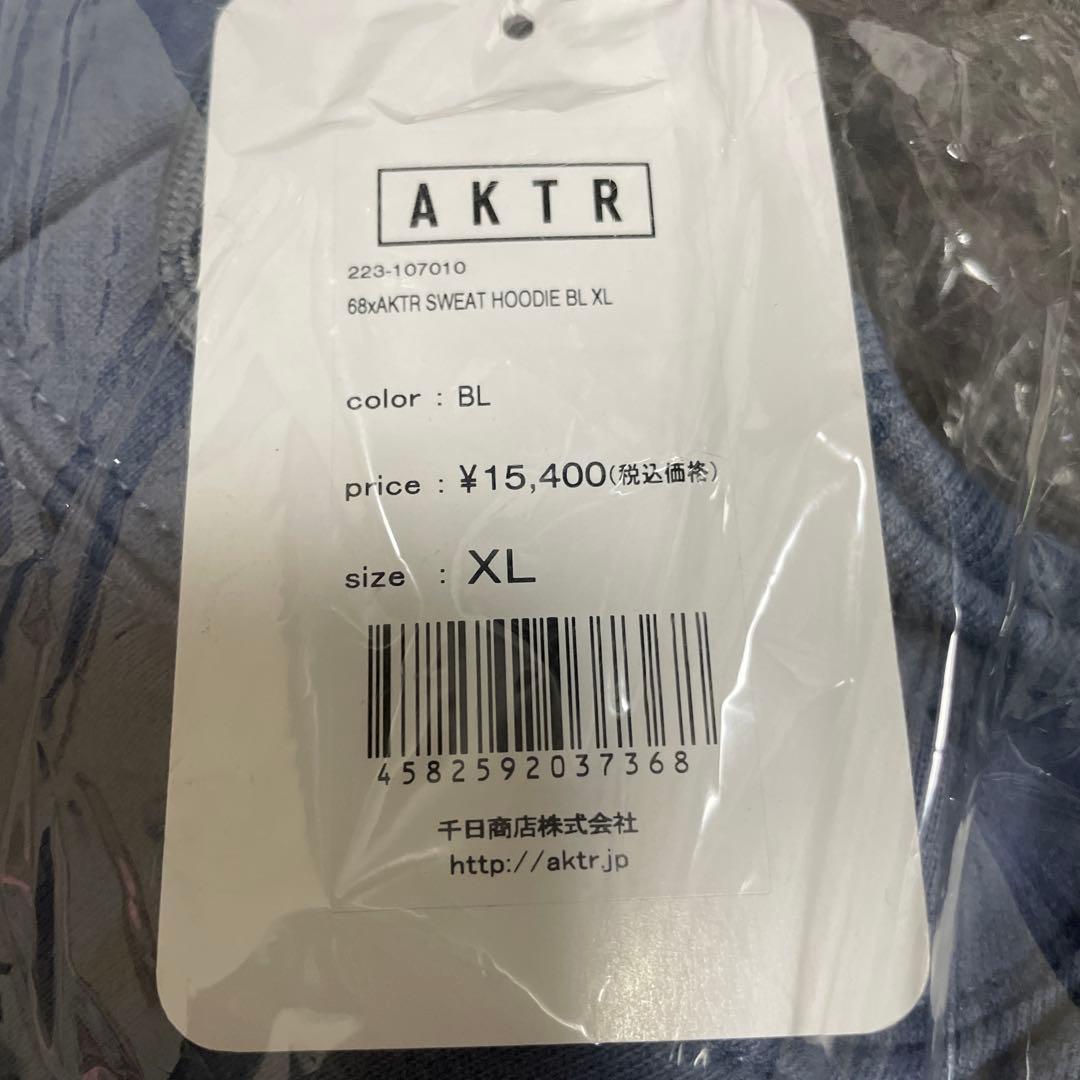 AKTR
223-107010
68xAKTR SWEAT HOODIE BL XL
color : BL
price : ¥15,400(税込価格)
size : XL
4582592037368
千日商店株式会社
http://aktr.jp